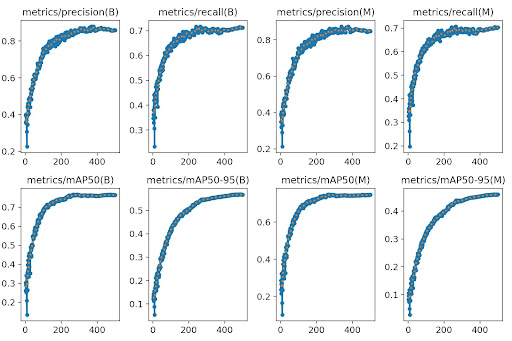 metrics/precision(B) metrics/recall(B) metrics/precision(M) metrics/recall(M)
0.8 0.6 0.4 0.2
0.7 0.6 0.5 0.4 0.3
0.8 0.6 0.4 0.2
0.7 0.6 0.5 0.4 0.3 0.2
0 200 400 0 200 400 0 200 400 0 200 400
metrics/mAP50(B) metrics/mAP50-95(B) metrics/mAP50(M) metrics/mAP50-95(M)
0.7 0.6 0.5 0.4 0.3 0.2
0.5 0.4 0.3 0.2 0.1
0.6 0.4 0.2
0.4 0.3 0.2 0.1
0 200 400 0 200 400 0 200 400 0 200 400